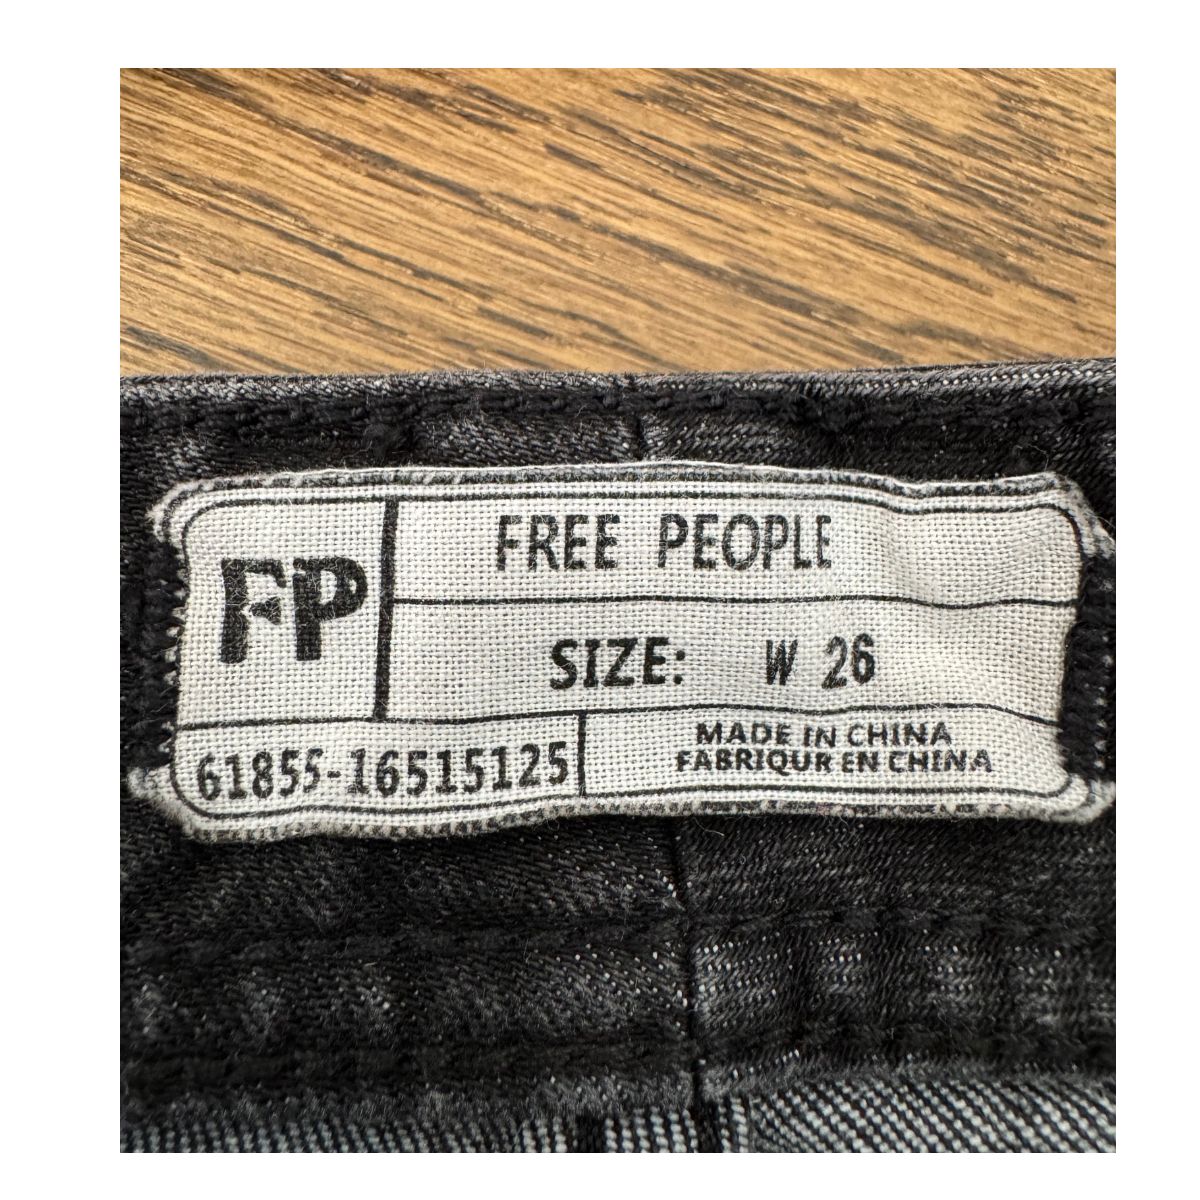 FP
FREE PEOPLE
SIZE: W 26
61855-16515125
MADE IN CHINA
FABRIQUR EN CHINA